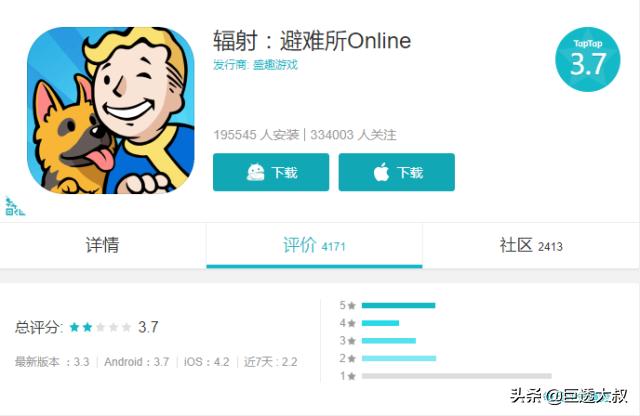 辐射：避难所Online
发行商: 盛趣游戏
TapTap
3.7
195545 人安装 | 334003 人关注
下载
下载
详情
评价 4171
社区 2413
总评分: 3.7
最新版本 : 3.3 | Android : 3.7 | iOS : 4.2 | 近7天 : 2.2
5
4
3
2
1
头条 @巨透大叔